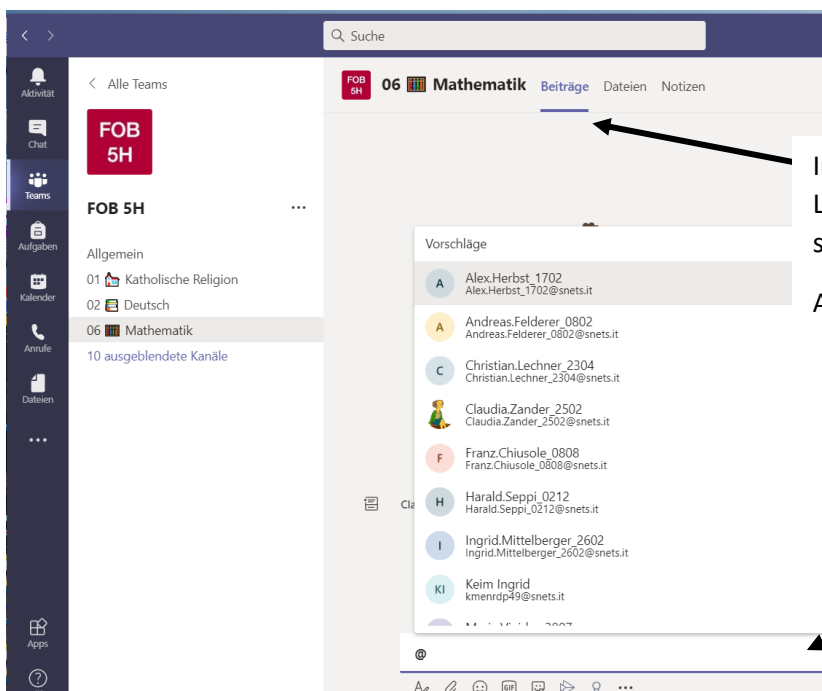 Suche
Aktivität
Chat
Teams
Aufgaben
Kalender
Anrufe
Dateien
Apps
Alle Teams
FOB
5H
FOB 5H
...
Allgemein
01 Katholische Religion
02 Deutsch
06 Mathematik
10 ausgeblendete Kanäle
FOB
5H
06 Mathematik Beiträge Dateien Notizen
Vorschläge
A Alex.Herbst_1702
Alex.Herbst_1702@snets.it
A Andreas.Felderer_0802
Andreas.Felderer_0802@snets.it
C Christian.Lechner_2304
Christian.Lechner_2304@snets.it
Claudia.Zander_2502
Claudia.Zander_2502@snets.it
F Franz.Chiusole_0808
Franz.Chiusole_0808@snets.it
Cla
H Harald.Seppi_0212
Harald.Seppi_0212@snets.it
I Ingrid.Mittelberger_2602
Ingrid.Mittelberger_2602@snets.it
KI Keim Ingrid
kmenrdp49@snets.it
@
GIF
L
s
A